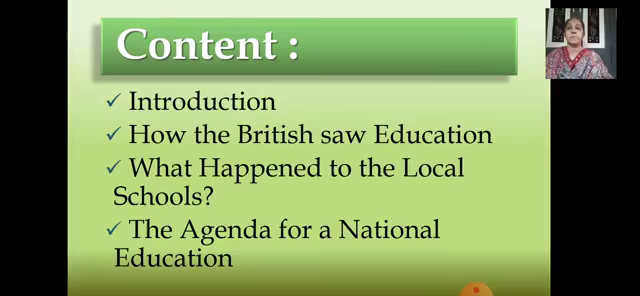 Content :
✓ Introduction
✓ How the British saw Education
✓ What Happened to the Local
Schools?
✓ The Agenda for a National
Education